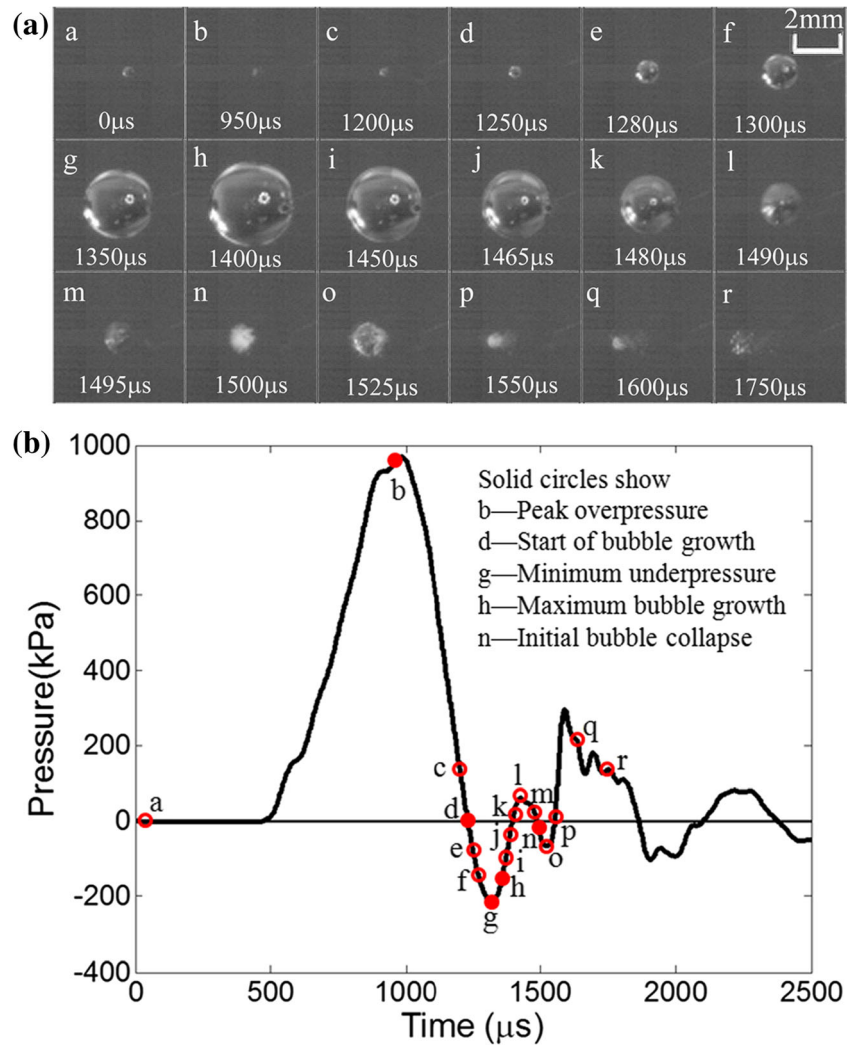 (a)
a b c d e f 2mm
0μs 950μs 1200μs 1250μs 1280μs 1300μs
g h i j k l
1350μs 1400μs 1450μs 1465μs 1480μs 1490μs
m n o p q r
1495μs 1500μs 1525μs 1550μs 1600μs 1750μs
(b)
1000
800
600
400
200
0
-200
-400
Pressure(kPa)
Solid circles show
b—Peak overpressure
d—Start of bubble growth
g—Minimum underpressure
h—Maximum bubble growth
n—Initial bubble collapse
a
b
c
d
e
f
g
h
i
j
k
l
m
n
o
p
q
r
0 500 1000 1500 2000 2500
Time (μs)